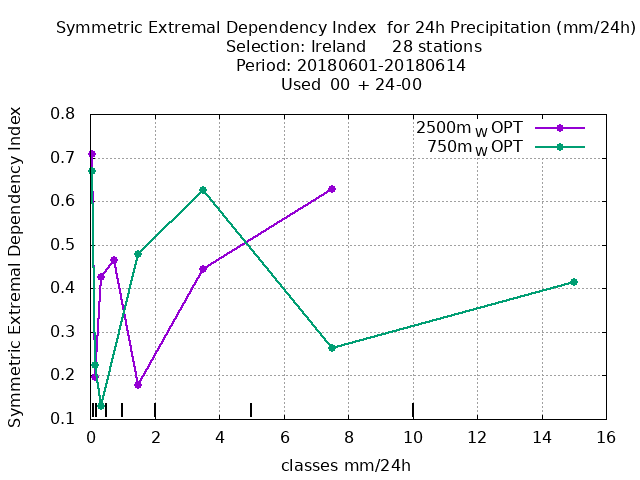 Symmetric Extremal Dependency Index  for 24h Precipitation (mm/24h)
Selection: Ireland     28 stations
Period: 20180601-20180614
Used  00 + 24-00
Symmetric Extremal Dependency Index
0.8
0.7
0.6
0.5
0.4
0.3
0.2
0.1
2500m W OPT
750m W OPT
0 2 4 6 8 10 12 14 16
classes mm/24h